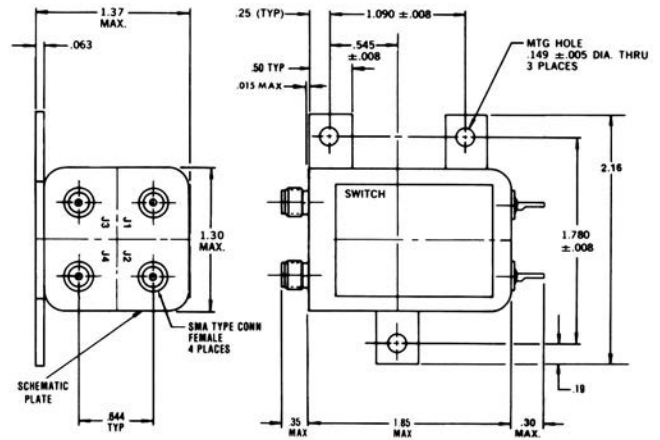 1.37
MAX.
.063
J3
J1
J4
J2
1.30
MAX.
SMA TYPE CONN
FEMALE
4 PLACES
SCHEMATIC
PLATE
.644
TYP
.25 (TYP)
1.090 ±.008
.545
±.008
.50 TYP
.015 MAX
MTG HOLE
.149 ±.005 DIA. THRU
3 PLACES
SWITCH
2.16
1.780
±.008
.19
.35
MAX
1.85
MAX
.30
MAX.